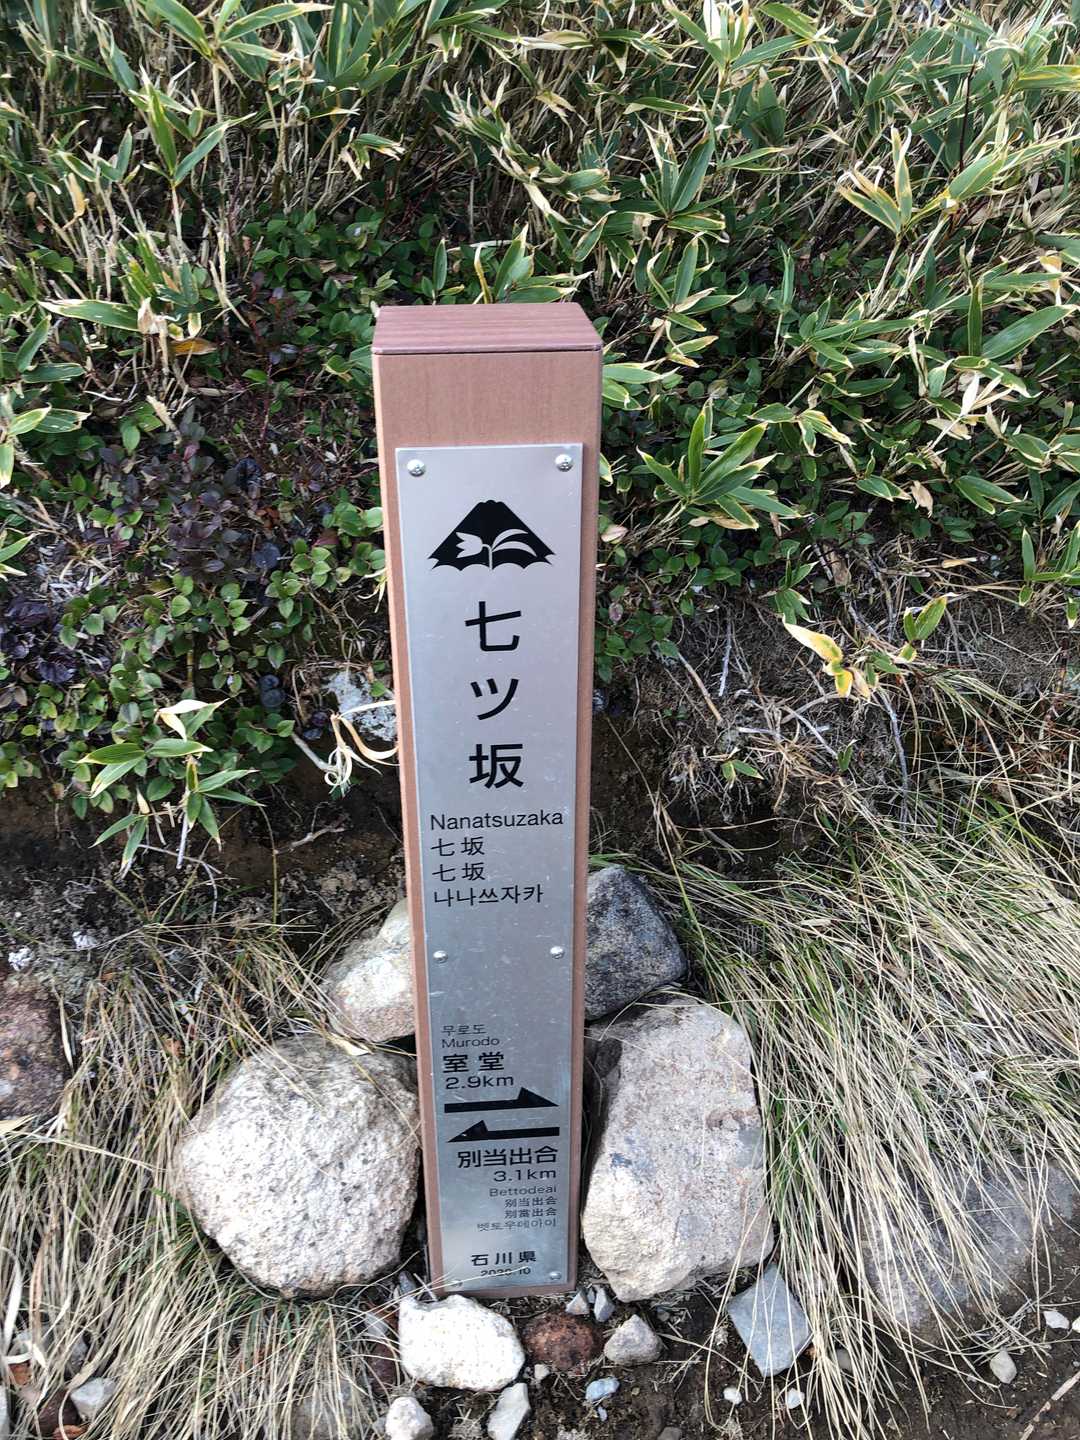 七ツ坂
Nanatsuzaka
七坂
七坂
나나쓰자카
무로도
Murodo
室堂
2.9km
別当出合
3.1km
Bettodeai
别当出合
別當出合
벳토우데아이
石川県